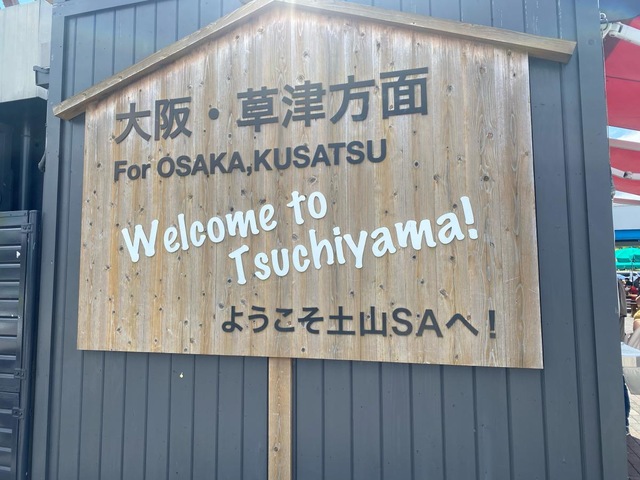 大阪・草津方面
For OSAKA,KUSATSU
Welcome to
Tsuchiyama!
ようこそ土山SAへ！